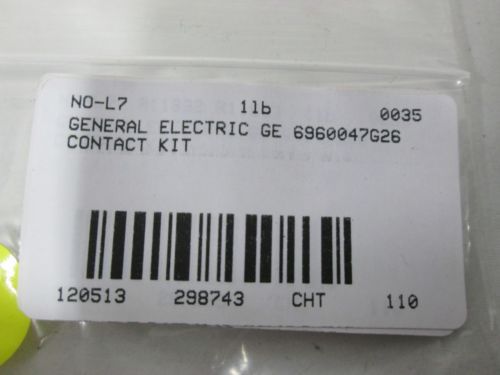 NO-L7 1lb 0035
GENERAL ELECTRIC GE 6960047G26
CONTACT KIT
120513 298743 CHT 110